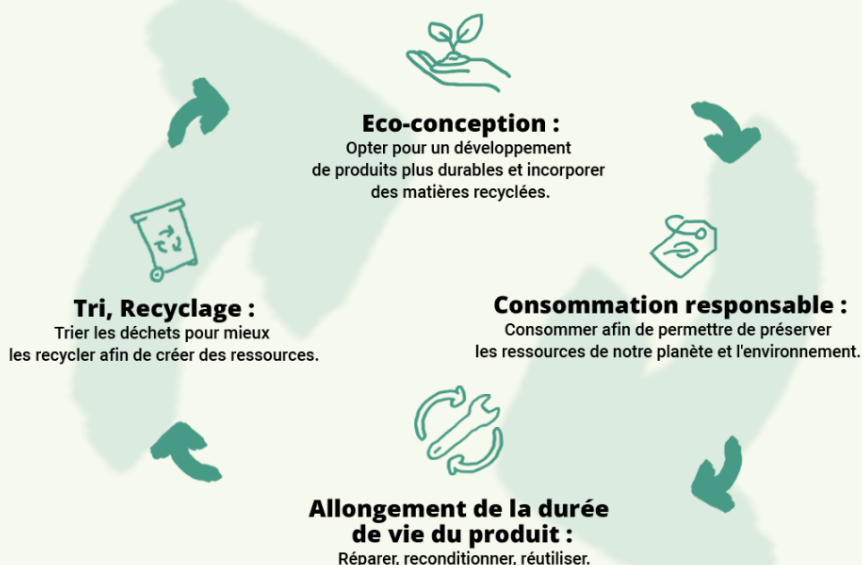 Eco-conception :
Opter pour un développement
de produits plus durables et incorporer
des matières recyclées.
Consommation responsable :
Consommer afin de permettre de préserver
les ressources de notre planète et l'environnement.
Allongement de la durée
de vie du produit :
Réparer, reconditionner, réutiliser.
Tri, Recyclage :
Trier les déchets pour mieux
les recycler afin de créer des ressources.